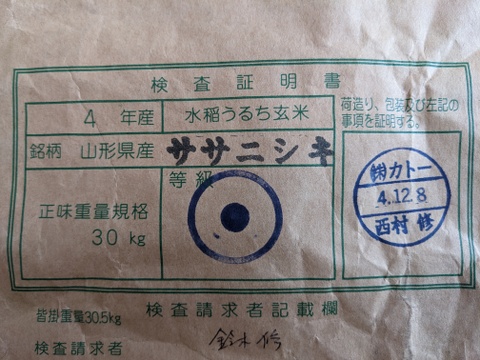 検査証明書
4 年産 水稲うるち玄米
銘柄 山形県産 ササニシキ
正味重量規格
30 kg
等級
荷造り、包装及び左記の
事項を証明する。
㈱カトー
4.12.8
西村 修
皆掛重量30.5kg
検査請求者記載欄
検査請求者 鈴木修